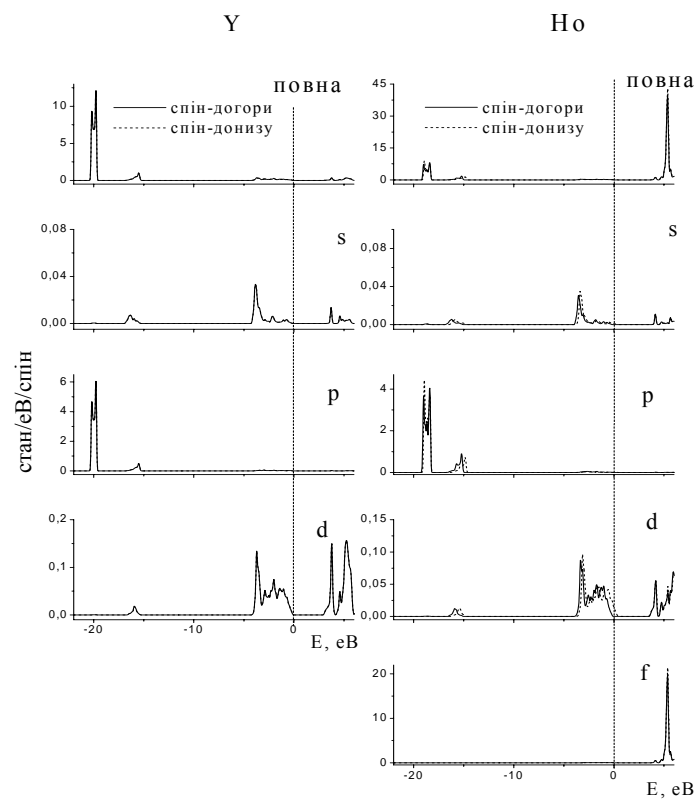 Y
Ho
повна
спін-догори
спін-донизу
10
5
0
повна
спін-догори
спін-донизу
45
30
15
0
s
0,08
0,04
0,00
s
0,08
0,04
0,00
стан/еВ/спін
p
6
4
2
0
p
4
2
0
d
0,2
0,1
0,0
-20
-10
0
E, еВ
d
0,15
0,10
0,05
0,00
f
20
10
0
-20
-10
0
E, еВ